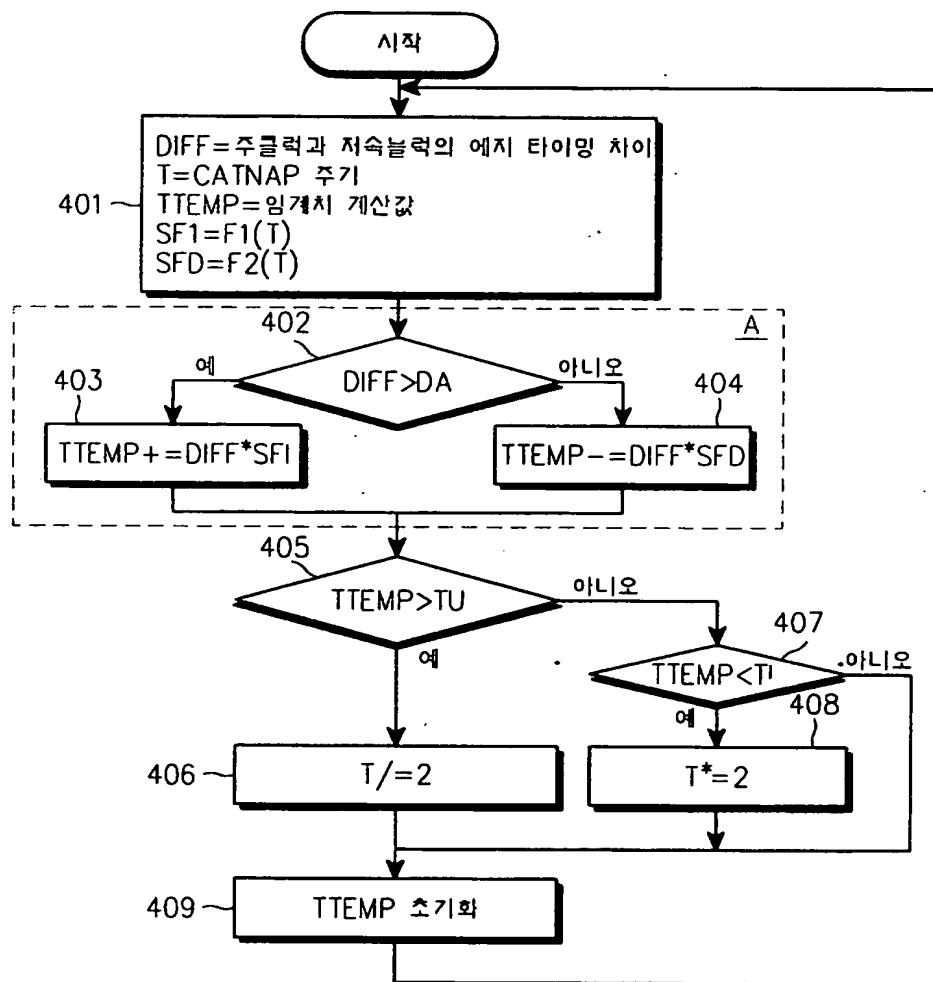 시작
DIFF=주클럭과 저속블럭의 에지 타이밍 차이
T=CATNAP 주기
TTEMP=임계치 계산값
SF1=F1(T)
SFD=F2(T)
401
A
402
예
DIFF>DA
아니오
403
404
TTEMP+=DIFF*SFI
TTEMP-=DIFF*SFD
405
TTEMP>TU
아니오
예
407
TTEMP<Tl
아니오
예
408
406
T/=2
T*=2
409
TTEMP 초기화